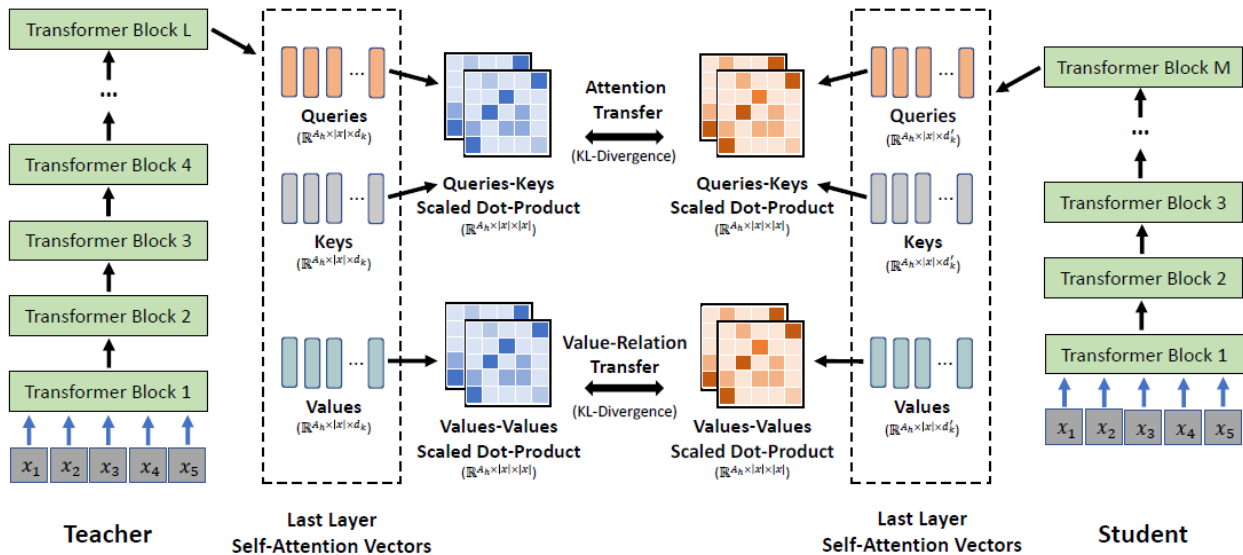 Transformer Block L
...
Transformer Block 4
Transformer Block 3
Transformer Block 2
Transformer Block 1
x₁ x₂ x₃ x₄ x₅
Teacher
...
Queries
(ℝ^{A_h×|x|×d_k})
...
Keys
(ℝ^{A_h×|x|×d_k})
...
Values
(ℝ^{A_h×|x|×d_k})
Last Layer
Self-Attention Vectors
Queries-Keys
Scaled Dot-Product
(ℝ^{A_h×|x|×|x|})
Values-Values
Scaled Dot-Product
(ℝ^{A_h×|x|×|x|})
Attention
Transfer
(KL-Divergence)
Value-Relation
Transfer
(KL-Divergence)
Queries-Keys
Scaled Dot-Product
(ℝ^{A_h×|x|×|x|})
Values-Values
Scaled Dot-Product
(ℝ^{A_h×|x|×|x|})
...
Queries
(ℝ^{A_h×|x|×d'_k})
...
Keys
(ℝ^{A_h×|x|×d'_k})
...
Values
(ℝ^{A_h×|x|×d'_k})
Last Layer
Self-Attention Vectors
Transformer Block M
...
Transformer Block 3
Transformer Block 2
Transformer Block 1
x₁ x₂ x₃ x₄ x₅
Student